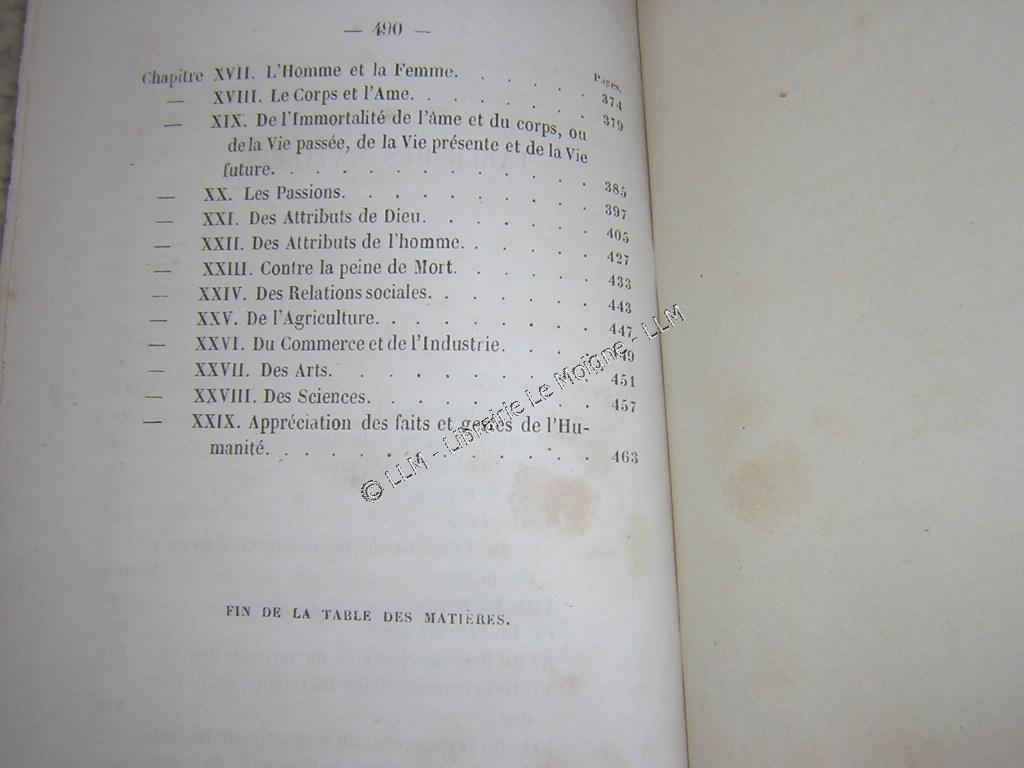 — 490 —
Pages.
Chapitre XVII. L'Homme et la Femme. . . . . . 374
— XVIII. Le Corps et l'Ame. . . . . . . . 379
— XIX. De l'Immortalité de l'âme et du corps, ou
de la Vie passée, de la Vie présente et de la Vie
future. . . . . . . . . . . . . 385
— XX. Les Passions. . . . . . . . . . 397
— XXI. Des Attributs de Dieu. . . . . . . 405
— XXII. Des Attributs de l'homme. . . . . . 427
— XXIII. Contre la peine de Mort. . . . . . 433
— XXIV. Des Relations sociales. . . . . . . 443
— XXV. De l'Agriculture. . . . . . . . . 447
— XXVI. Du Commerce et de l'Industrie. . . . 449
— XXVII. Des Arts. . . . . . . . . . 451
— XXVIII. Des Sciences. . . . . . . . . 457
— XXIX. Appréciation des faits et gestes de l'Hu-
manité. . . . . . . . . . . . . 463
FIN DE LA TABLE DES MATIÈRES.
© LLM - Librairie Le Moigne - LLM